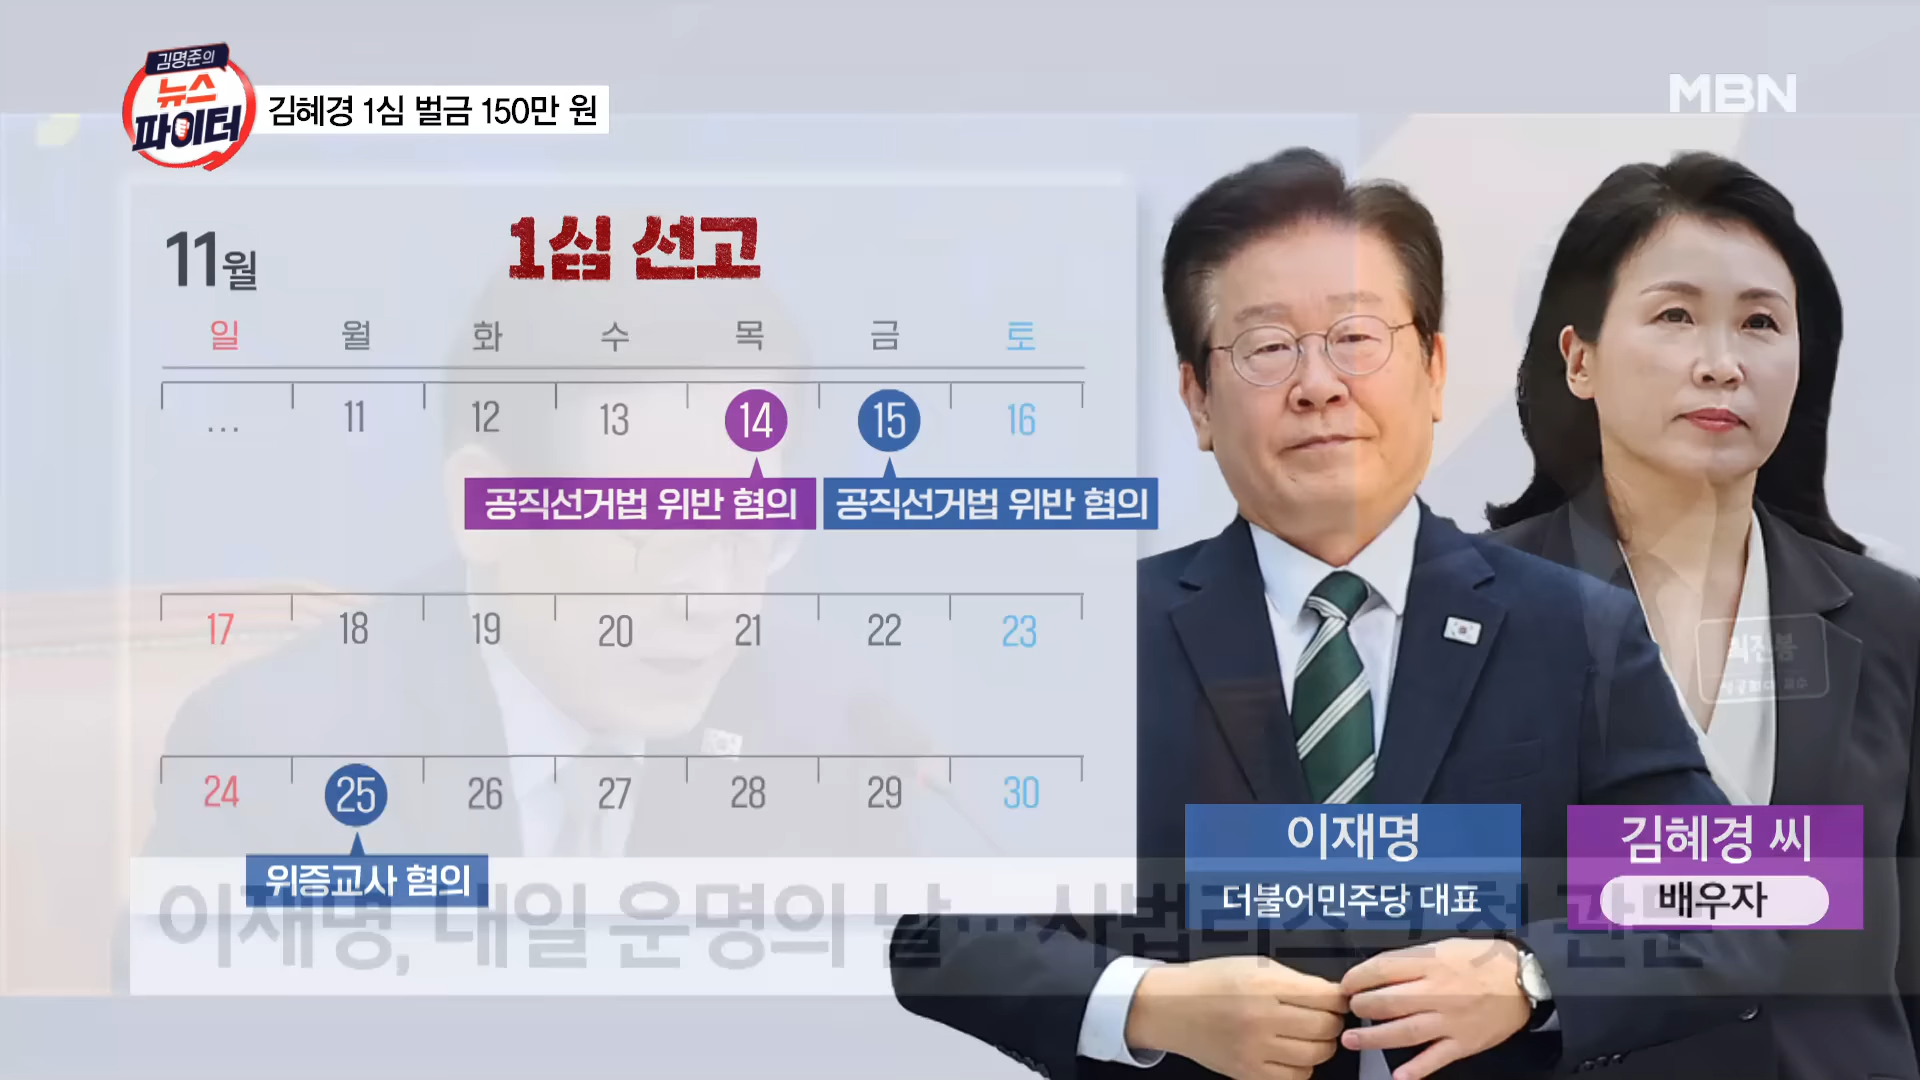 김명준의
뉴스
파이터
김혜경 1심 벌금 150만 원
MBN
11월
1심 선고
일 월 화 수 목 금 토
... 11 12 13 14 15 16
공직선거법 위반 혐의 공직선거법 위반 혐의
17 18 19 20 21 22 23
24 25 26 27 28 29 30
위증교사 혐의
이재명
더불어민주당 대표
김혜경 씨
배우자
이재명, 내일 운명의 날…사법리스크 첫 관문